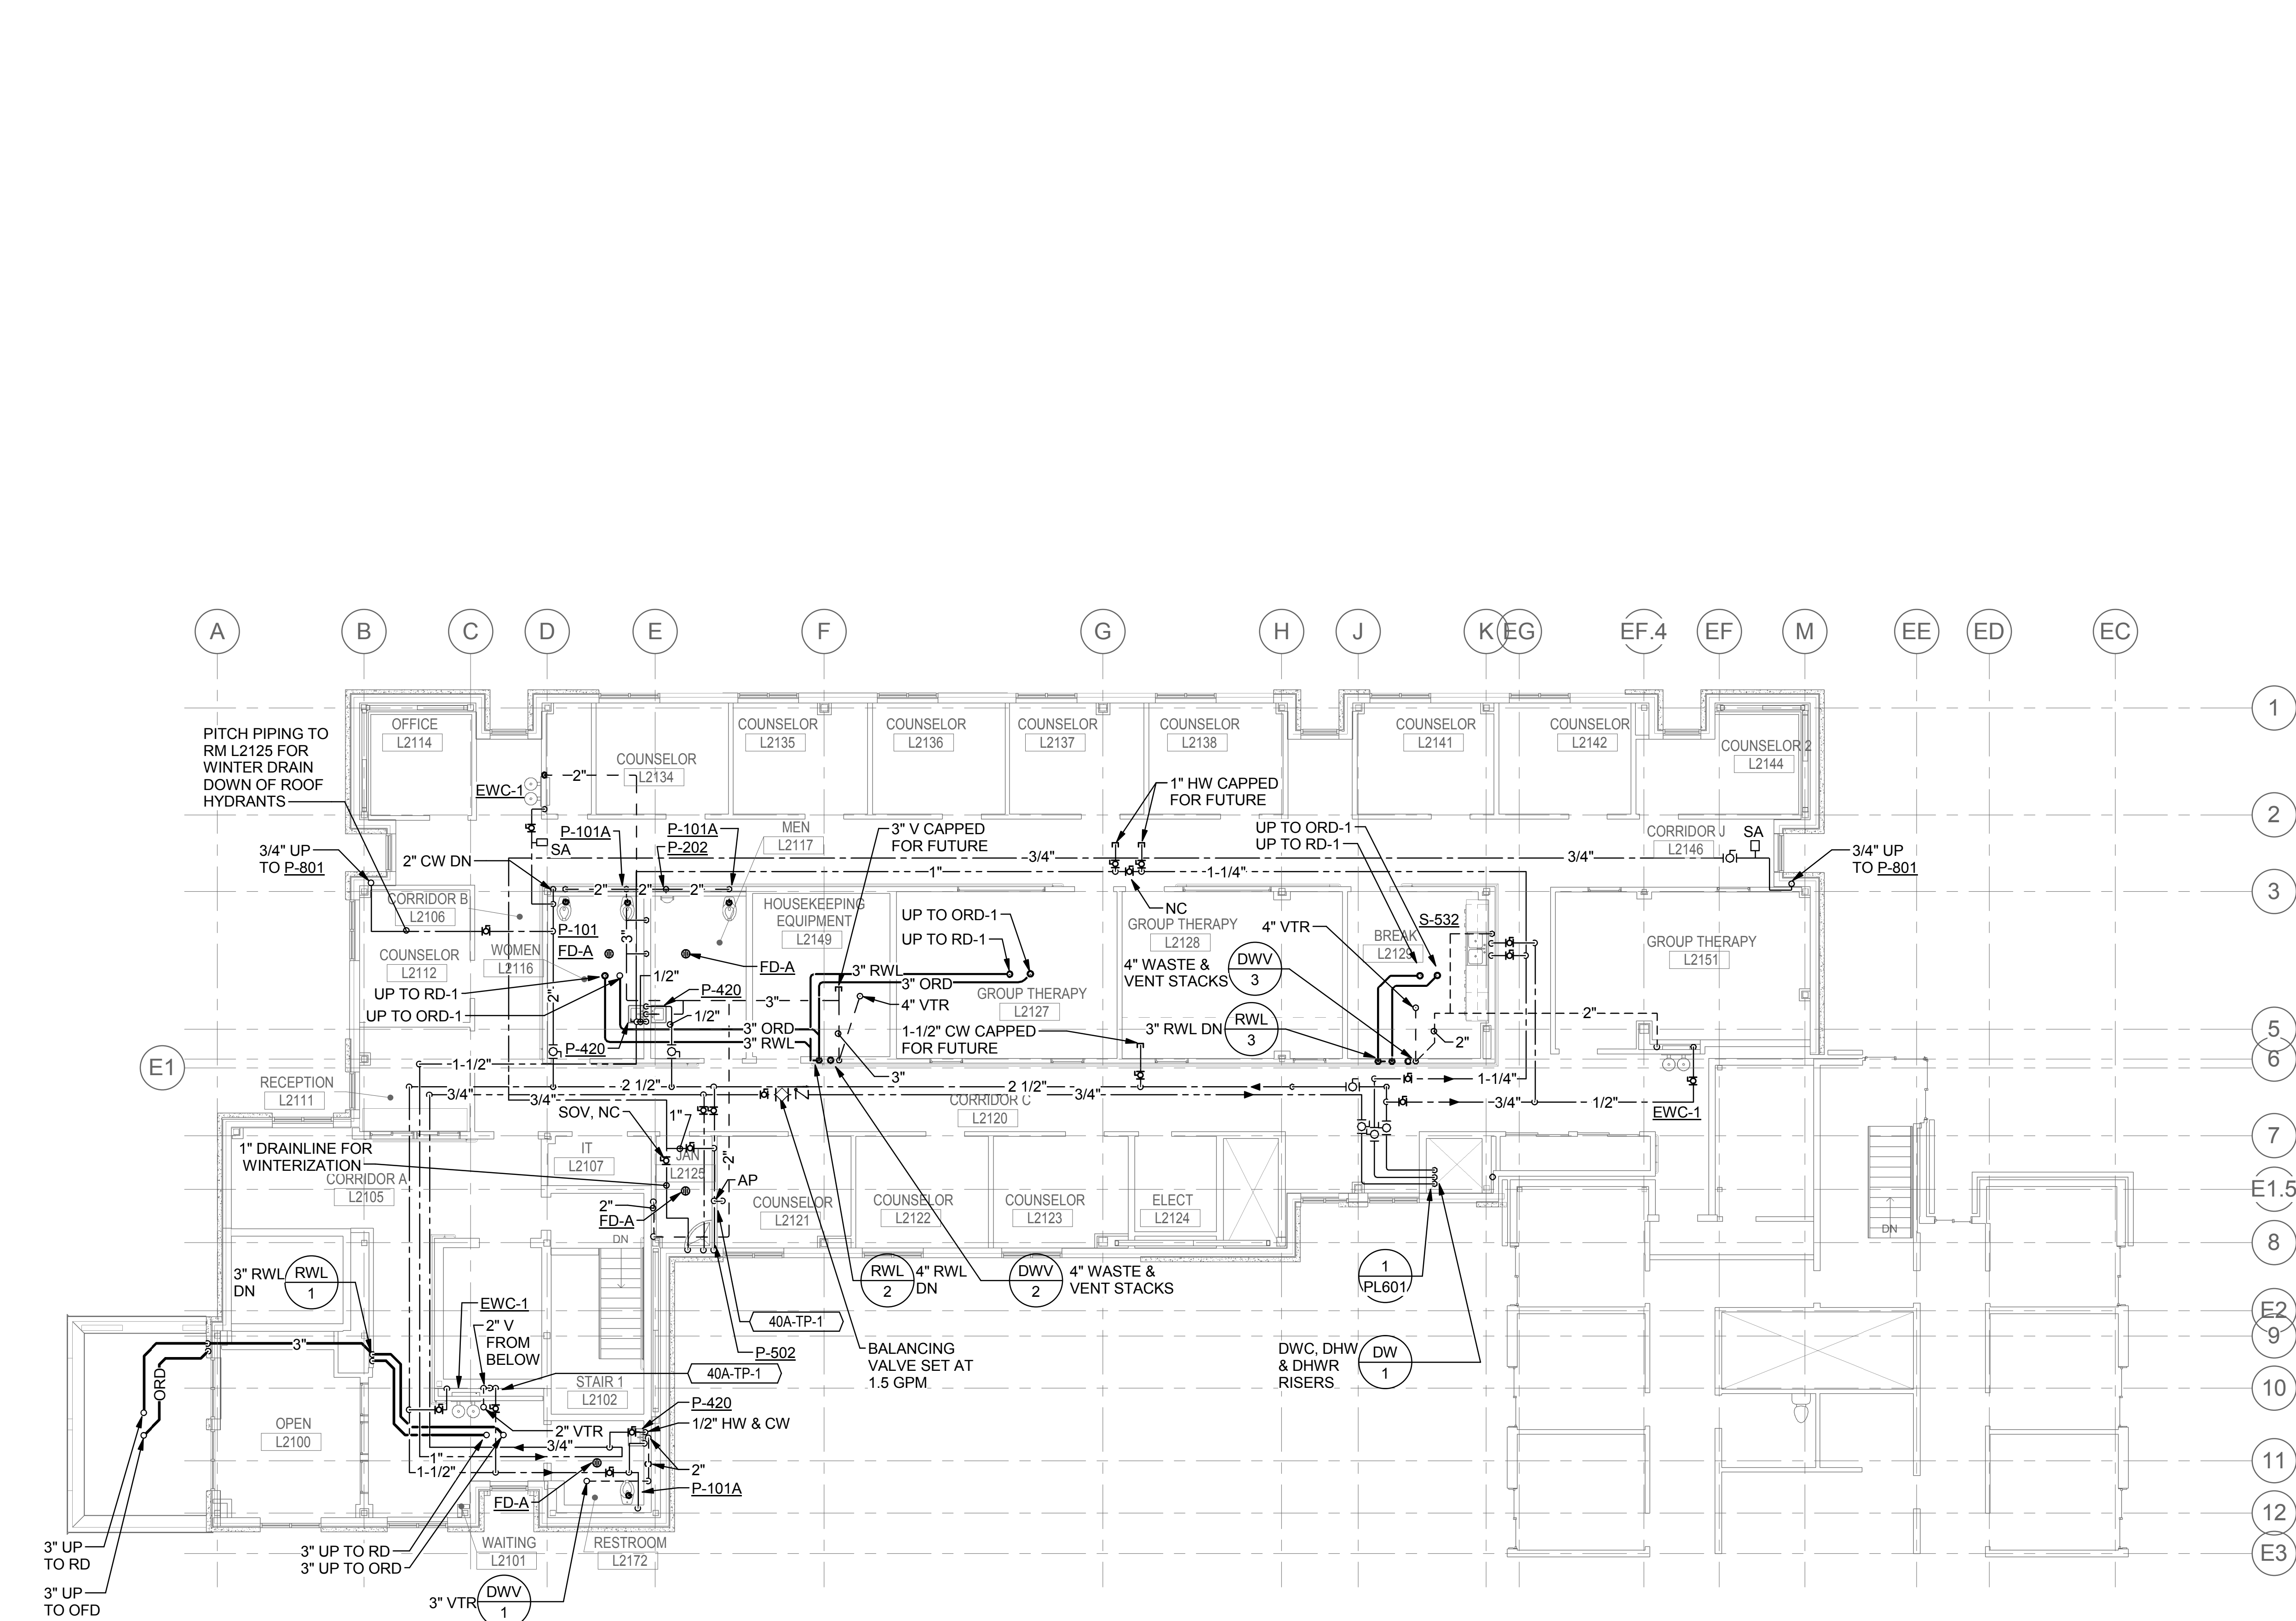 A
B
C
D
E
F
G
H
J
K
EG
EF.4
EF
M
EE
ED
EC
1
2
3
5
6
7
E1.5
8
E2
9
10
11
12
E3
E1
PITCH PIPING TO
RM L2125 FOR
WINTER DRAIN
DOWN OF ROOF
HYDRANTS
OFFICE
L2114
COUNSELOR
L2134
COUNSELOR
L2135
COUNSELOR
L2136
COUNSELOR
L2137
COUNSELOR
L2138
COUNSELOR
L2141
COUNSELOR
L2142
COUNSELOR 2
L2144
2"
EWC-1
1" HW CAPPED
FOR FUTURE
P-101A
SA
P-101A
P-202
MEN
L2117
3" V CAPPED
FOR FUTURE
UP TO ORD-1
UP TO RD-1
CORRIDOR J
L2146
SA
3/4" UP
TO P-801
3/4" UP
TO P-801
2" CW DN
3/4"
3/4"
1"
1-1/4"
NC
2"
2"
2"
CORRIDOR B
L2106
P-101
FD-A
COUNSELOR
L2112
WOMEN
L2116
UP TO RD-1
UP TO ORD-1
2"
3"
1/2"
FD-A
P-420
1/2"
3"
3" ORD
3" RWL
P-420
HOUSEKEEPING
EQUIPMENT
L2149
UP TO ORD-1
UP TO RD-1
3" RWL
3" ORD
4" VTR
GROUP THERAPY
L2127
1-1/2" CW CAPPED
FOR FUTURE
3"
GROUP THERAPY
L2128
4" WASTE &
VENT STACKS
DWV
3
4" VTR
3" RWL DN
RWL
3
BREAK
L2129
S-532
2"
2"
GROUP THERAPY
L2151
1-1/2"
RECEPTION
L2111
3/4"
3/4"
2 1/2"
2 1/2"
3/4"
CORRIDOR C
L2120
1-1/4"
3/4"
1/2"
EWC-1
SOV, NC
1"
1" DRAINLINE FOR
WINTERIZATION
CORRIDOR A
L2105
IT
L2107
JAN
L2125
2"
AP
2"
FD-A
DN
COUNSELOR
L2121
COUNSELOR
L2122
COUNSELOR
L2123
ELECT
L2124
DN
3" RWL
DN
RWL
1
RWL
2
4" RWL
DN
DWV
2
4" WASTE &
VENT STACKS
1
PL601
EWC-1
2" V
FROM
BELOW
40A-TP-1
P-502
BALANCING
VALVE SET AT
1.5 GPM
DWC, DHW
& DHWR
RISERS
DW
1
3"
ORD
40A-TP-1
STAIR 1
L2102
P-420
1/2" HW & CW
OPEN
L2100
2" VTR
3/4"
1"
1-1/2"
2"
P-101A
FD-A
3" UP
TO RD
3" UP
TO OFD
3" UP TO RD
3" UP TO ORD
WAITING
L2101
RESTROOM
L2172
3" VTR
DWV
1